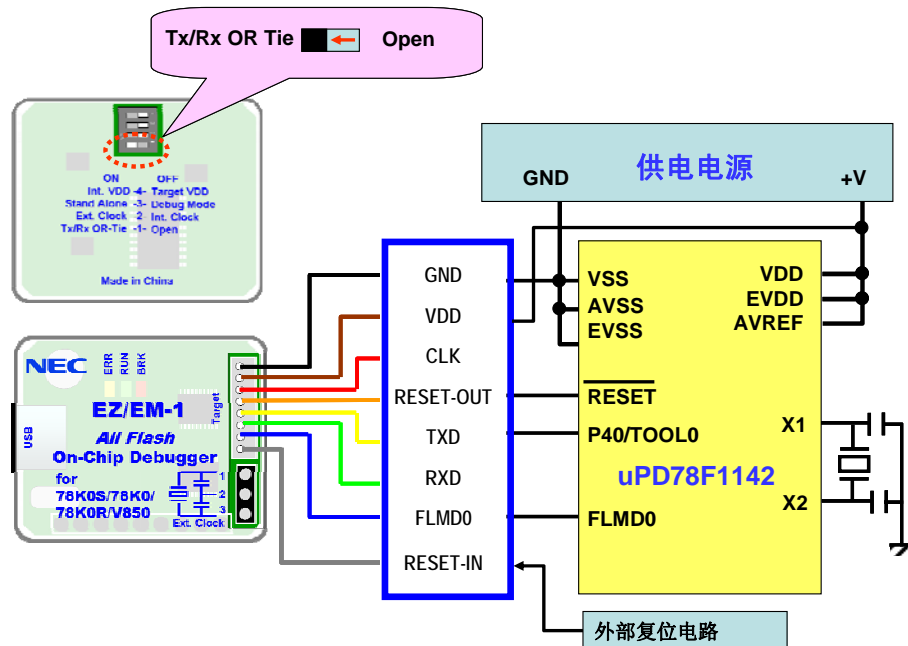 Tx/Rx OR Tie Open
ON OFF
Int. VDD -4- Target VDD
Stand Alone -3- Debug Mode
Ext. Clock -2- Int. Clock
Tx/Rx OR-Tie -1- Open
Made in China
供电电源
GND
+V
GND
VDD
CLK
RESET-OUT
TXD
RXD
FLMD0
RESET-IN
VSS
AVSS
EVSS
RESET
P40/TOOL0
FLMD0
VDD
EVDD
AVREF
X1
X2
uPD78F1142
NEC
ERR
RUN
BRK
Target
USB
EZ/EM-1
All Flash
On-Chip Debugger
for
78K0S/78K0/
78K0R/V850
1
2
3
Ext. Clock
外部复位电路